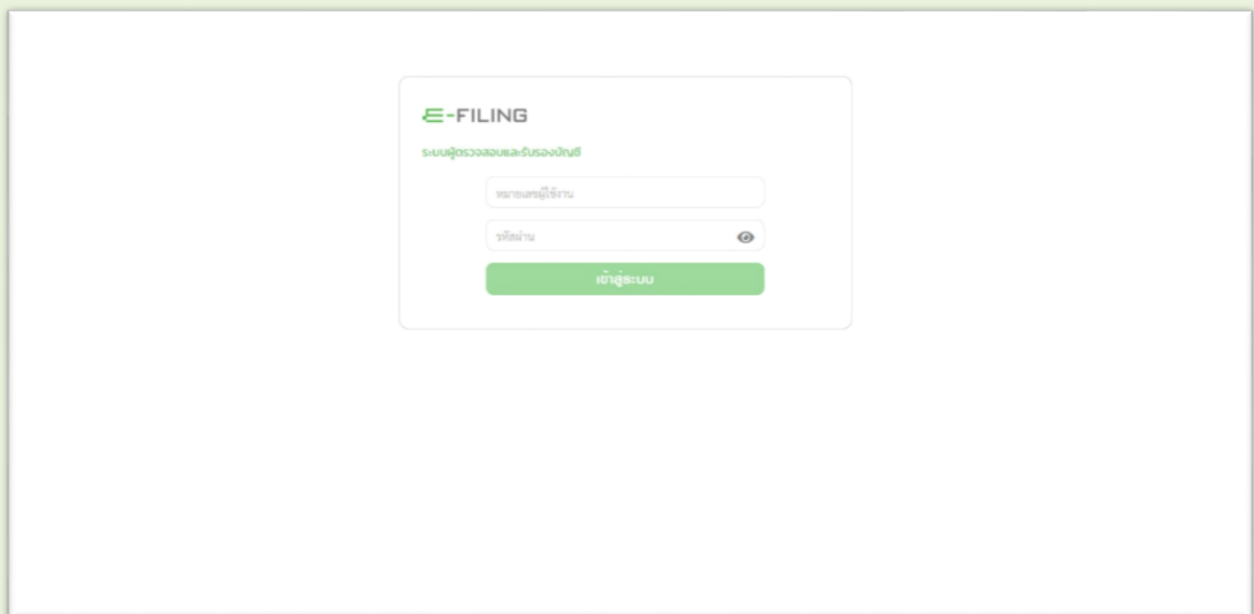 E-FILING
ระบบผู้ตรวจสอบและรับรองบัญชี
หมายเลขผู้ใช้งาน
รหัสผ่าน
เข้าสู่ระบบ